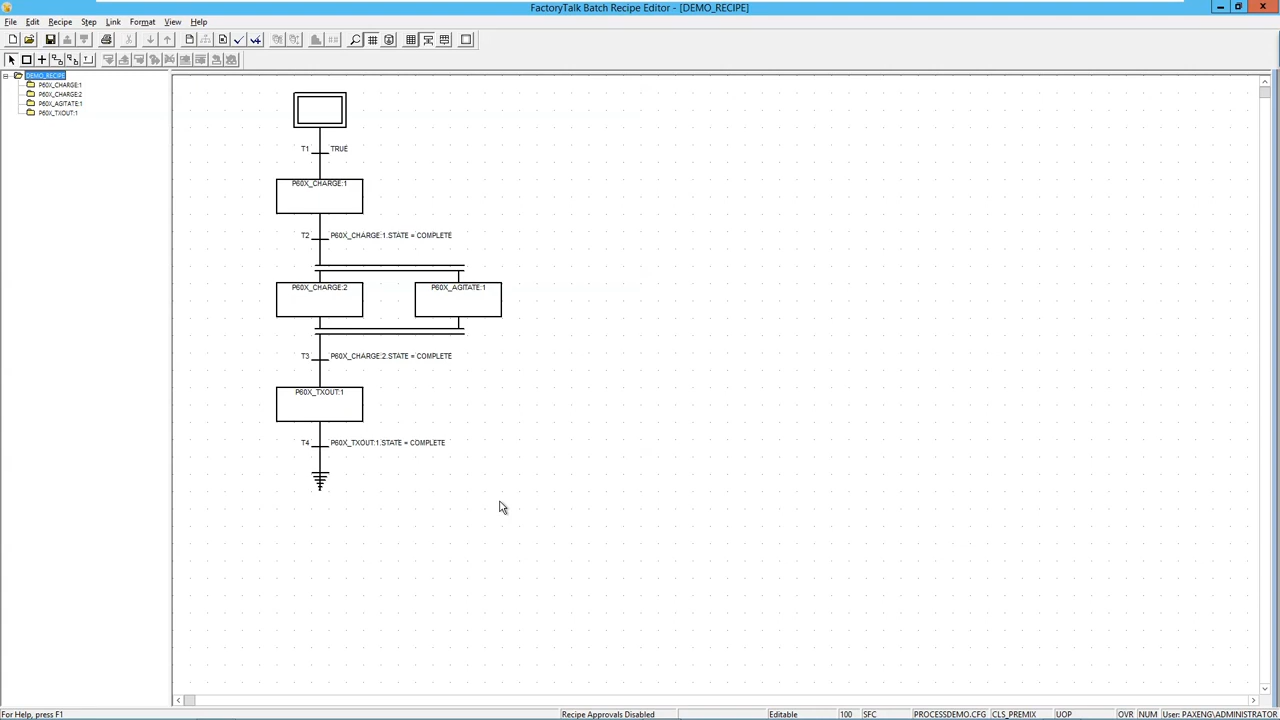 FactoryTalk Batch Recipe Editor - [DEMO_RECIPE]
File Edit Recipe Step Link Format View Help
DEMO_RECIPE
P60X_CHARGE:1
P60X_CHARGE:2
P60X_AGITATE:1
P60X_TXOUT:1
T1 TRUE
P60X_CHARGE:1
T2 P60X_CHARGE:1.STATE = COMPLETE
P60X_CHARGE:2 P60X_AGITATE:1
T3 P60X_CHARGE:2.STATE = COMPLETE
P60X_TXOUT:1
T4 P60X_TXOUT:1.STATE = COMPLETE
For Help, press F1 Recipe Approvals Disabled Editable 100 SFC PROCESSDEMO.CFG CLS_PREMIX UOP OVR NUM User: PAXENG\ADMINISTRATOR